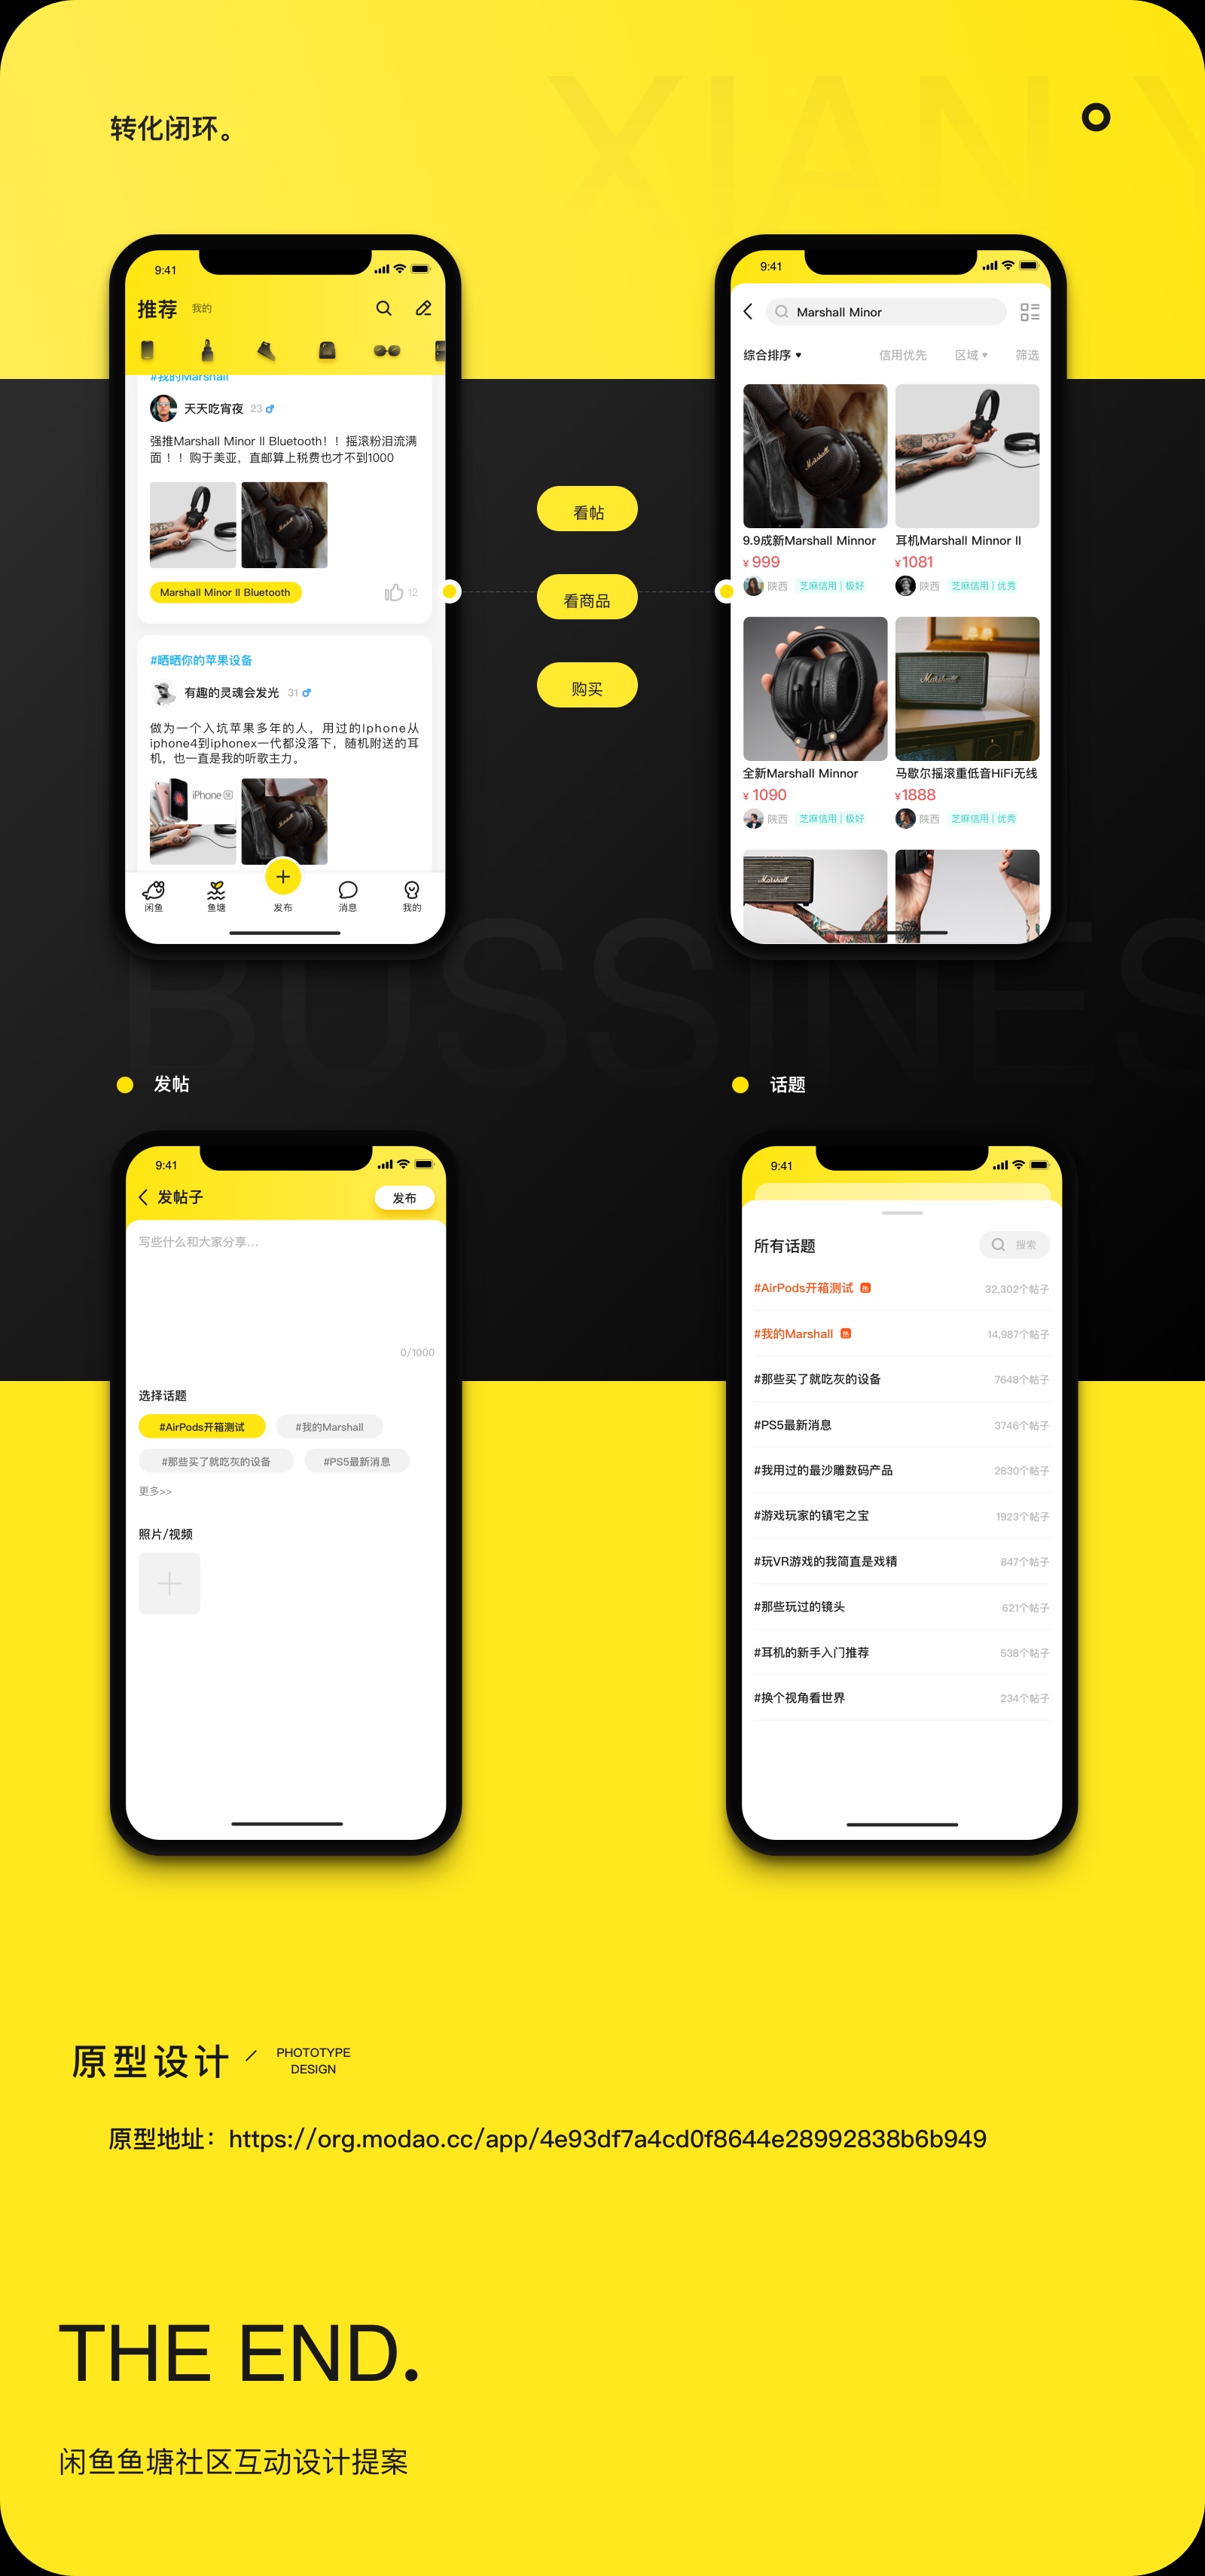 XIAN Y
转化闭环。
9:41
推荐 我的
#我的Marshall
天天吃宵夜 23
强推Marshall Minor II Bluetooth！！摇滚粉泪流满
面！！购于美亚，直邮算上税费也才不到1000
Marshall Minor II Bluetooth 12
#晒晒你的苹果设备
有趣的灵魂会发光 31
做为一个入坑苹果多年的人，用过的Iphone从
iphone4到iphonex一代都没落下，随机附送的耳
机，也一直是我的听歌主力。
iPhone SE
闲鱼 鱼塘 发布 消息 我的
看帖
看商品
购买
9:41
Marshall Minor
综合排序 信用优先 区域 筛选
Marshall
9.9成新Marshall Minnor
¥ 999
陕西 芝麻信用 | 极好
耳机Marshall Minnor II
¥1081
陕西 芝麻信用 | 优秀
全新Marshall Minnor
¥ 1090
陕西 芝麻信用 | 极好
Marshall
马歇尔摇滚重低音HiFi无线
¥1888
陕西 芝麻信用 | 优秀
Marshall
BUSSINES
发帖
9:41
发帖子 发布
写些什么和大家分享...
0/1000
选择话题
#AirPods开箱测试 #我的Marshall
#那些买了就吃灰的设备 #PS5最新消息
更多>>
照片/视频
话题
9:41
所有话题 搜索
#AirPods开箱测试 热 32,302个帖子
#我的Marshall 热 14,987个帖子
#那些买了就吃灰的设备 7648个帖子
#PS5最新消息 3746个帖子
#我用过的最沙雕数码产品 2830个帖子
#游戏玩家的镇宅之宝 1923个帖子
#玩VR游戏的我简直是戏精 847个帖子
#那些玩过的镜头 621个帖子
#耳机的新手入门推荐 538个帖子
#换个视角看世界 234个帖子
原型设计 / PHOTOTYPE
DESIGN
原型地址：https://org.modao.cc/app/4e93df7a4cd0f8644e28992838b6b949
THE END.
闲鱼鱼塘社区互动设计提案